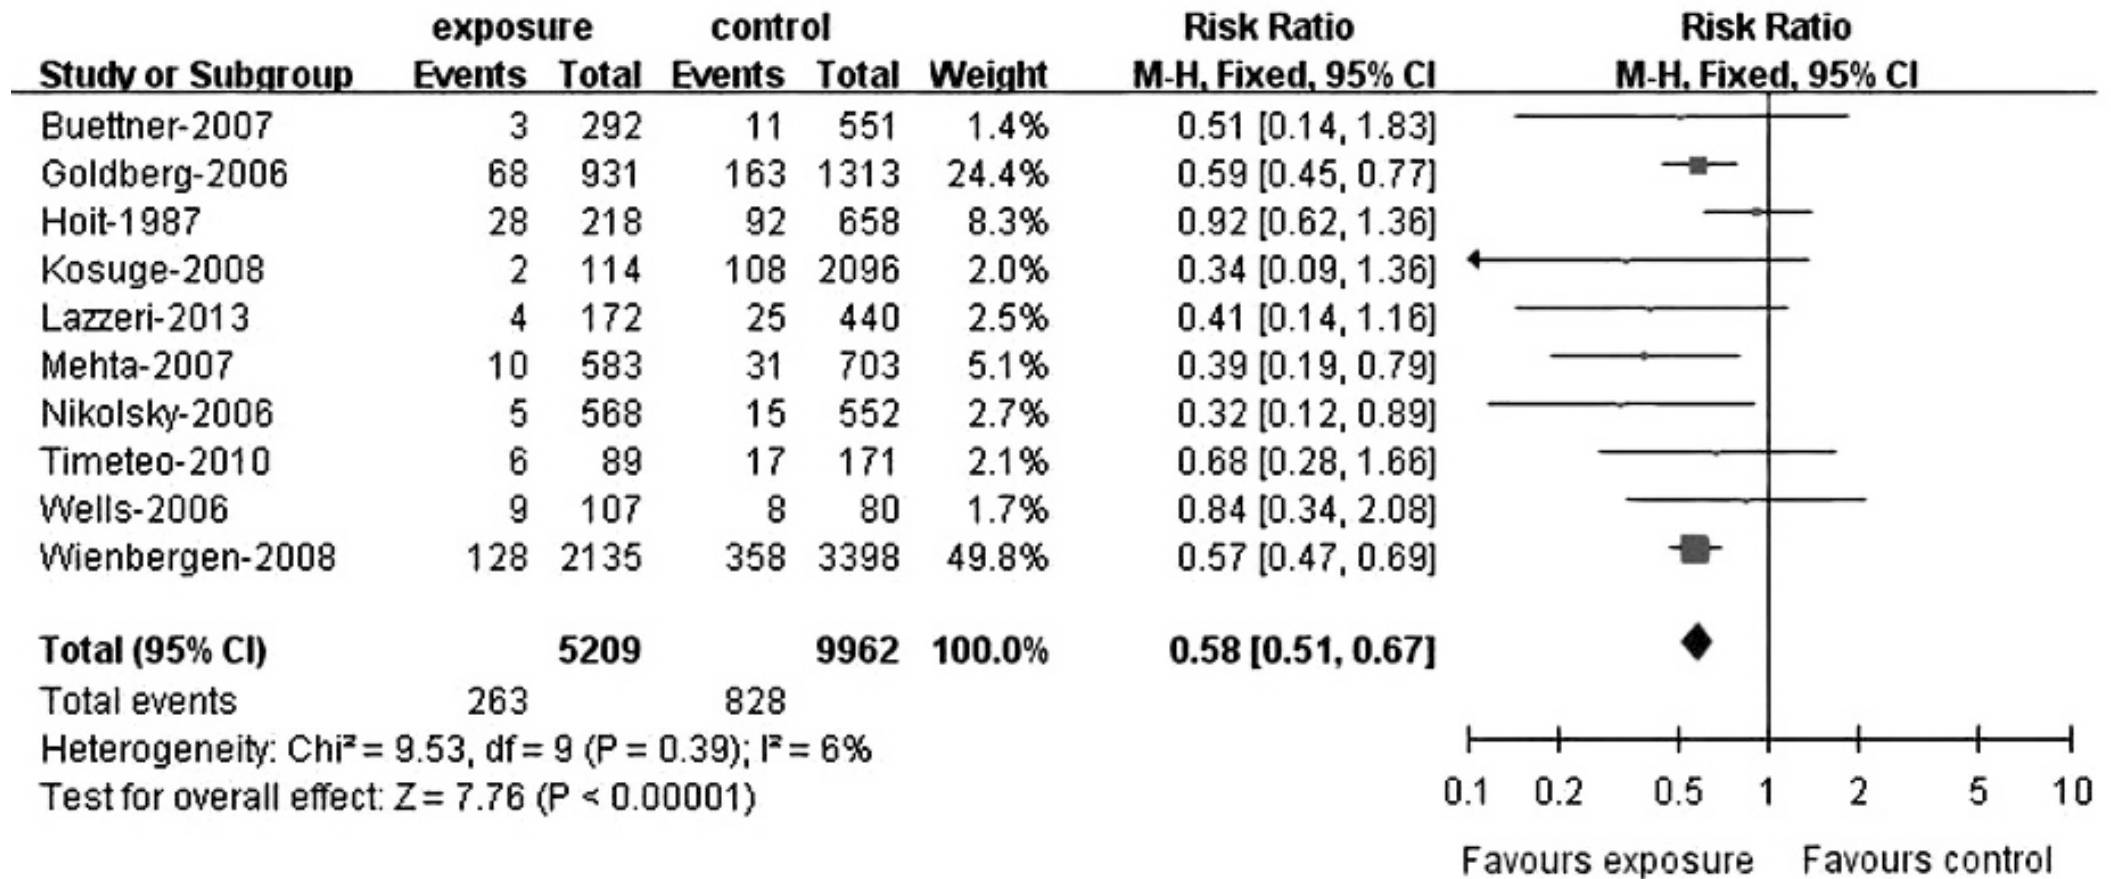 exposure control Risk Ratio Risk Ratio
Study or Subgroup Events Total Events Total Weight M-H, Fixed, 95% CI M-H, Fixed, 95% CI
Buettner-2007 3 292 11 551 1.4% 0.51 [0.14, 1.83]
Goldberg-2006 68 931 163 1313 24.4% 0.59 [0.45, 0.77]
Hoit-1987 28 218 92 658 8.3% 0.92 [0.62, 1.36]
Kosuge-2008 2 114 108 2096 2.0% 0.34 [0.09, 1.36]
Lazzeri-2013 4 172 25 440 2.5% 0.41 [0.14, 1.16]
Mehta-2007 10 583 31 703 5.1% 0.39 [0.19, 0.79]
Nikolsky-2006 5 568 15 552 2.7% 0.32 [0.12, 0.89]
Timeteo-2010 6 89 17 171 2.1% 0.68 [0.28, 1.66]
Wells-2006 9 107 8 80 1.7% 0.84 [0.34, 2.08]
Wienbergen-2008 128 2135 358 3398 49.8% 0.57 [0.47, 0.69]
Total (95% CI) 5209 9962 100.0% 0.58 [0.51, 0.67]
Total events 263 828
Heterogeneity: Chi² = 9.53, df = 9 (P = 0.39); I² = 6%
Test for overall effect: Z = 7.76 (P < 0.00001)
0.1 0.2 0.5 1 2 5 10
Favours exposure Favours control